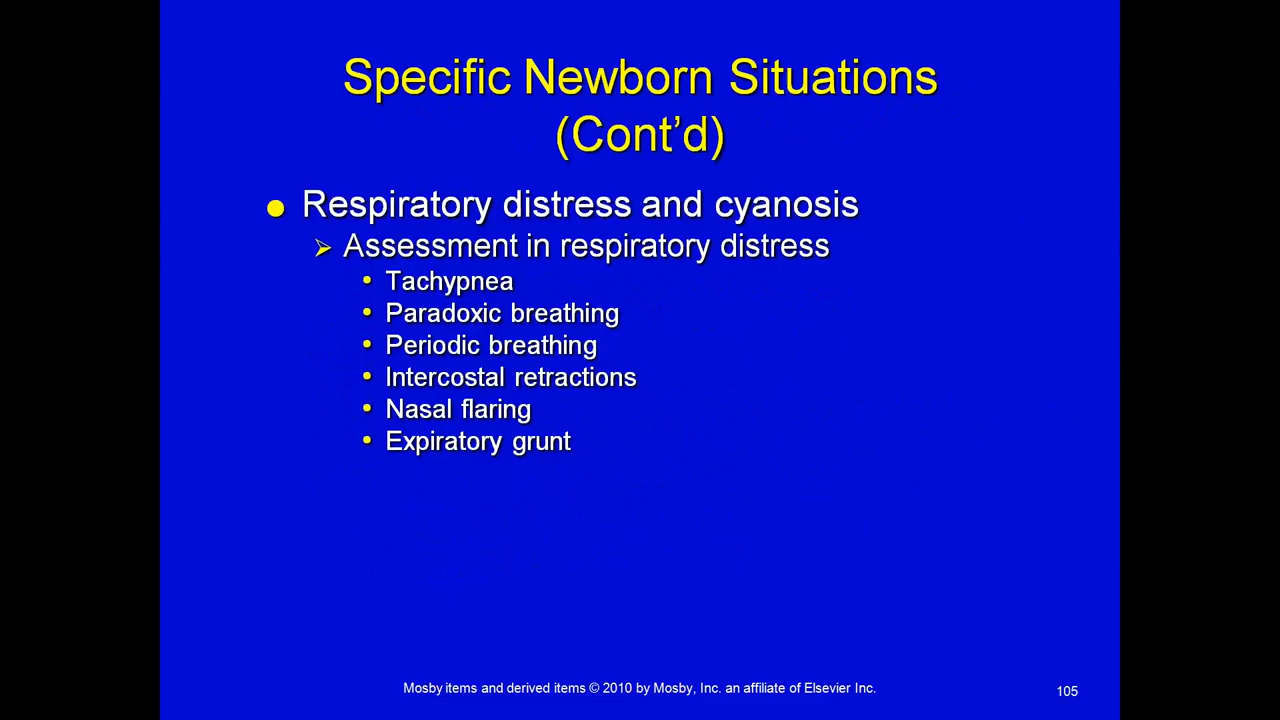 Specific Newborn Situations
(Cont’d)
Respiratory distress and cyanosis
Assessment in respiratory distress
Tachypnea
Paradoxic breathing
Periodic breathing
Intercostal retractions
Nasal flaring
Expiratory grunt
Mosby items and derived items © 2010 by Mosby, Inc. an affiliate of Elsevier Inc.
105